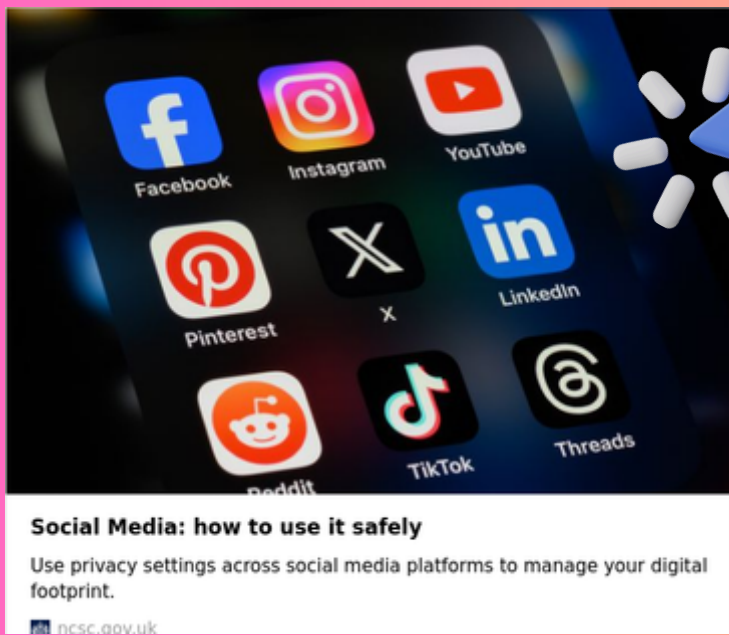 Facebook
Instagram
YouTube
Pinterest
X
LinkedIn
Reddit
TikTok
Threads
Social Media: how to use it safely
Use privacy settings across social media platforms to manage your digital
footprint.
ncsc.gov.uk